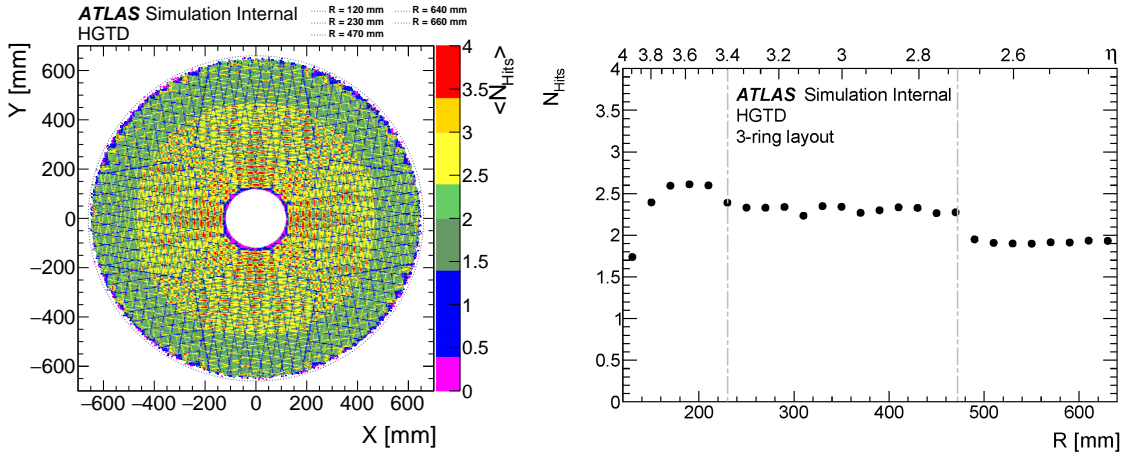 ATLAS Simulation Internal
HGTD
R = 120 mm R = 640 mm
R = 230 mm R = 660 mm
R = 470 mm
Y [mm]
600
400
200
0
−200
−400
−600
−600 −400 −200 0 200 400 600
X [mm]
<N_Hits>
4
3.5
3
2.5
2
1.5
1
0.5
0
4 3.8 3.6 3.4 3.2 3 2.8 2.6 η
N_Hits
4
3.5
3
2.5
2
1.5
1
0.5
0
ATLAS Simulation Internal
HGTD
3-ring layout
200 300 400 500 600
R [mm]